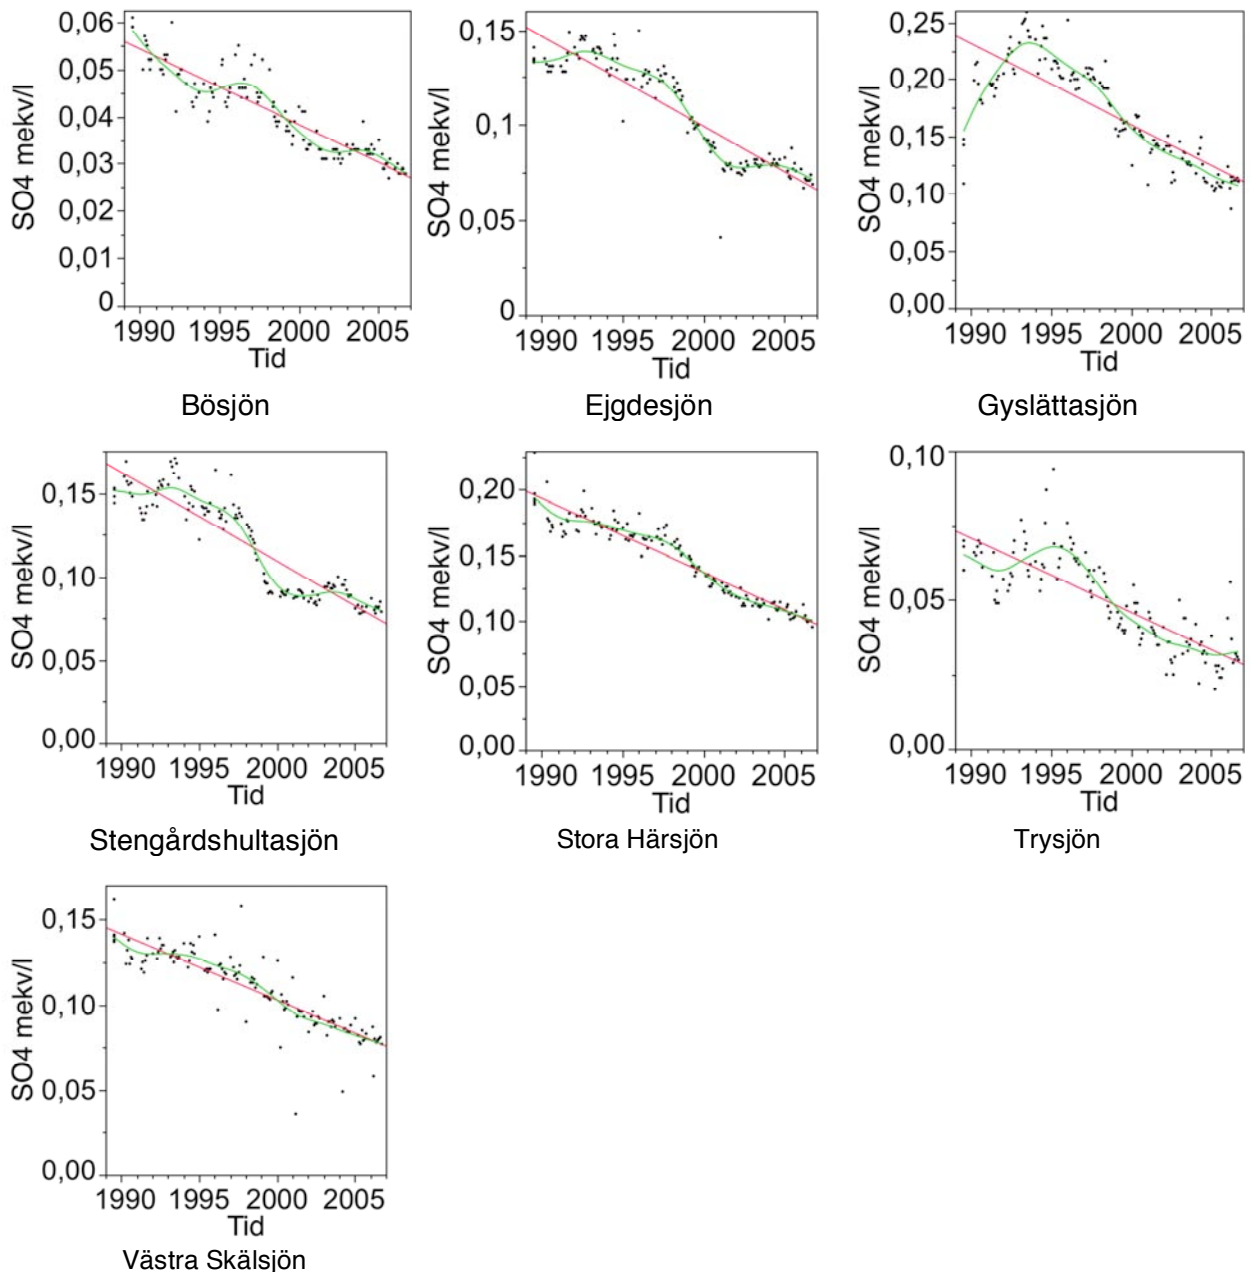 0,06
0,05
0,04
0,03
0,02
0,01
0
SO4 mekv/l
1990 1995 2000 2005
Tid
Bösjön
0,15
0,1
0,05
0
SO4 mekv/l
1990 1995 2000 2005
Tid
Ejgdesjön
0,25
0,20
0,15
0,10
0,05
0,00
SO4 mekv/l
1990 1995 2000 2005
Tid
Gyslättasjön
0,15
0,10
0,05
0,00
SO4 mekv/l
1990 1995 2000 2005
Tid
Stengårdshultasjön
0,20
0,15
0,10
0,05
0,00
SO4 mekv/l
1990 1995 2000 2005
Tid
Stora Härsjön
0,10
0,05
0,00
SO4 mekv/l
1990 1995 2000 2005
Tid
Trysjön
0,15
0,10
0,05
0,00
SO4 mekv/l
1990 1995 2000 2005
Tid
Västra Skälsjön